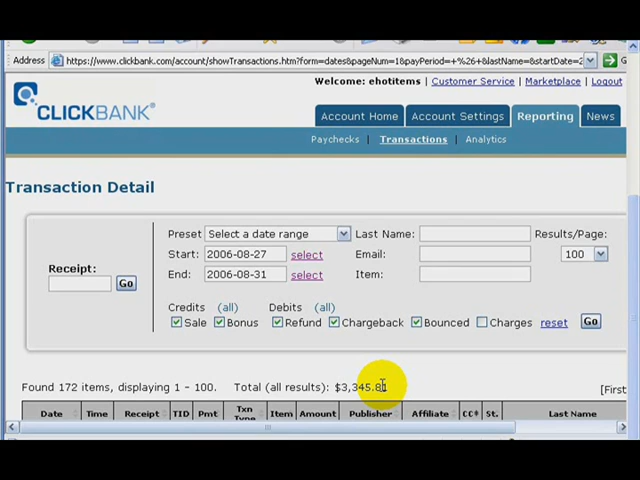 Address https://www.clickbank.com/account/showTransactions.htm?form=dates&pageNum=1&payPeriod=+%26+&lastName=&startDate=2
Welcome: ehotitems | Customer Service | Marketplace | Logout
CLICKBANK®
Account Home Account Settings Reporting News
Paychecks | Transactions | Analytics
Transaction Detail
Preset Select a date range Last Name: Results/Page:
Start: 2006-08-27 select Email: 100
Receipt: End: 2006-08-31 select Item:
Go
Credits (all) Debits (all)
Sale Bonus Refund Chargeback Bounced Charges reset Go
Found 172 items, displaying 1 - 100. Total (all results): $3,345.81 [First
Date Time Receipt TID Pmt Txn Type Item Amount Publisher Affiliate CC# St. Last Name